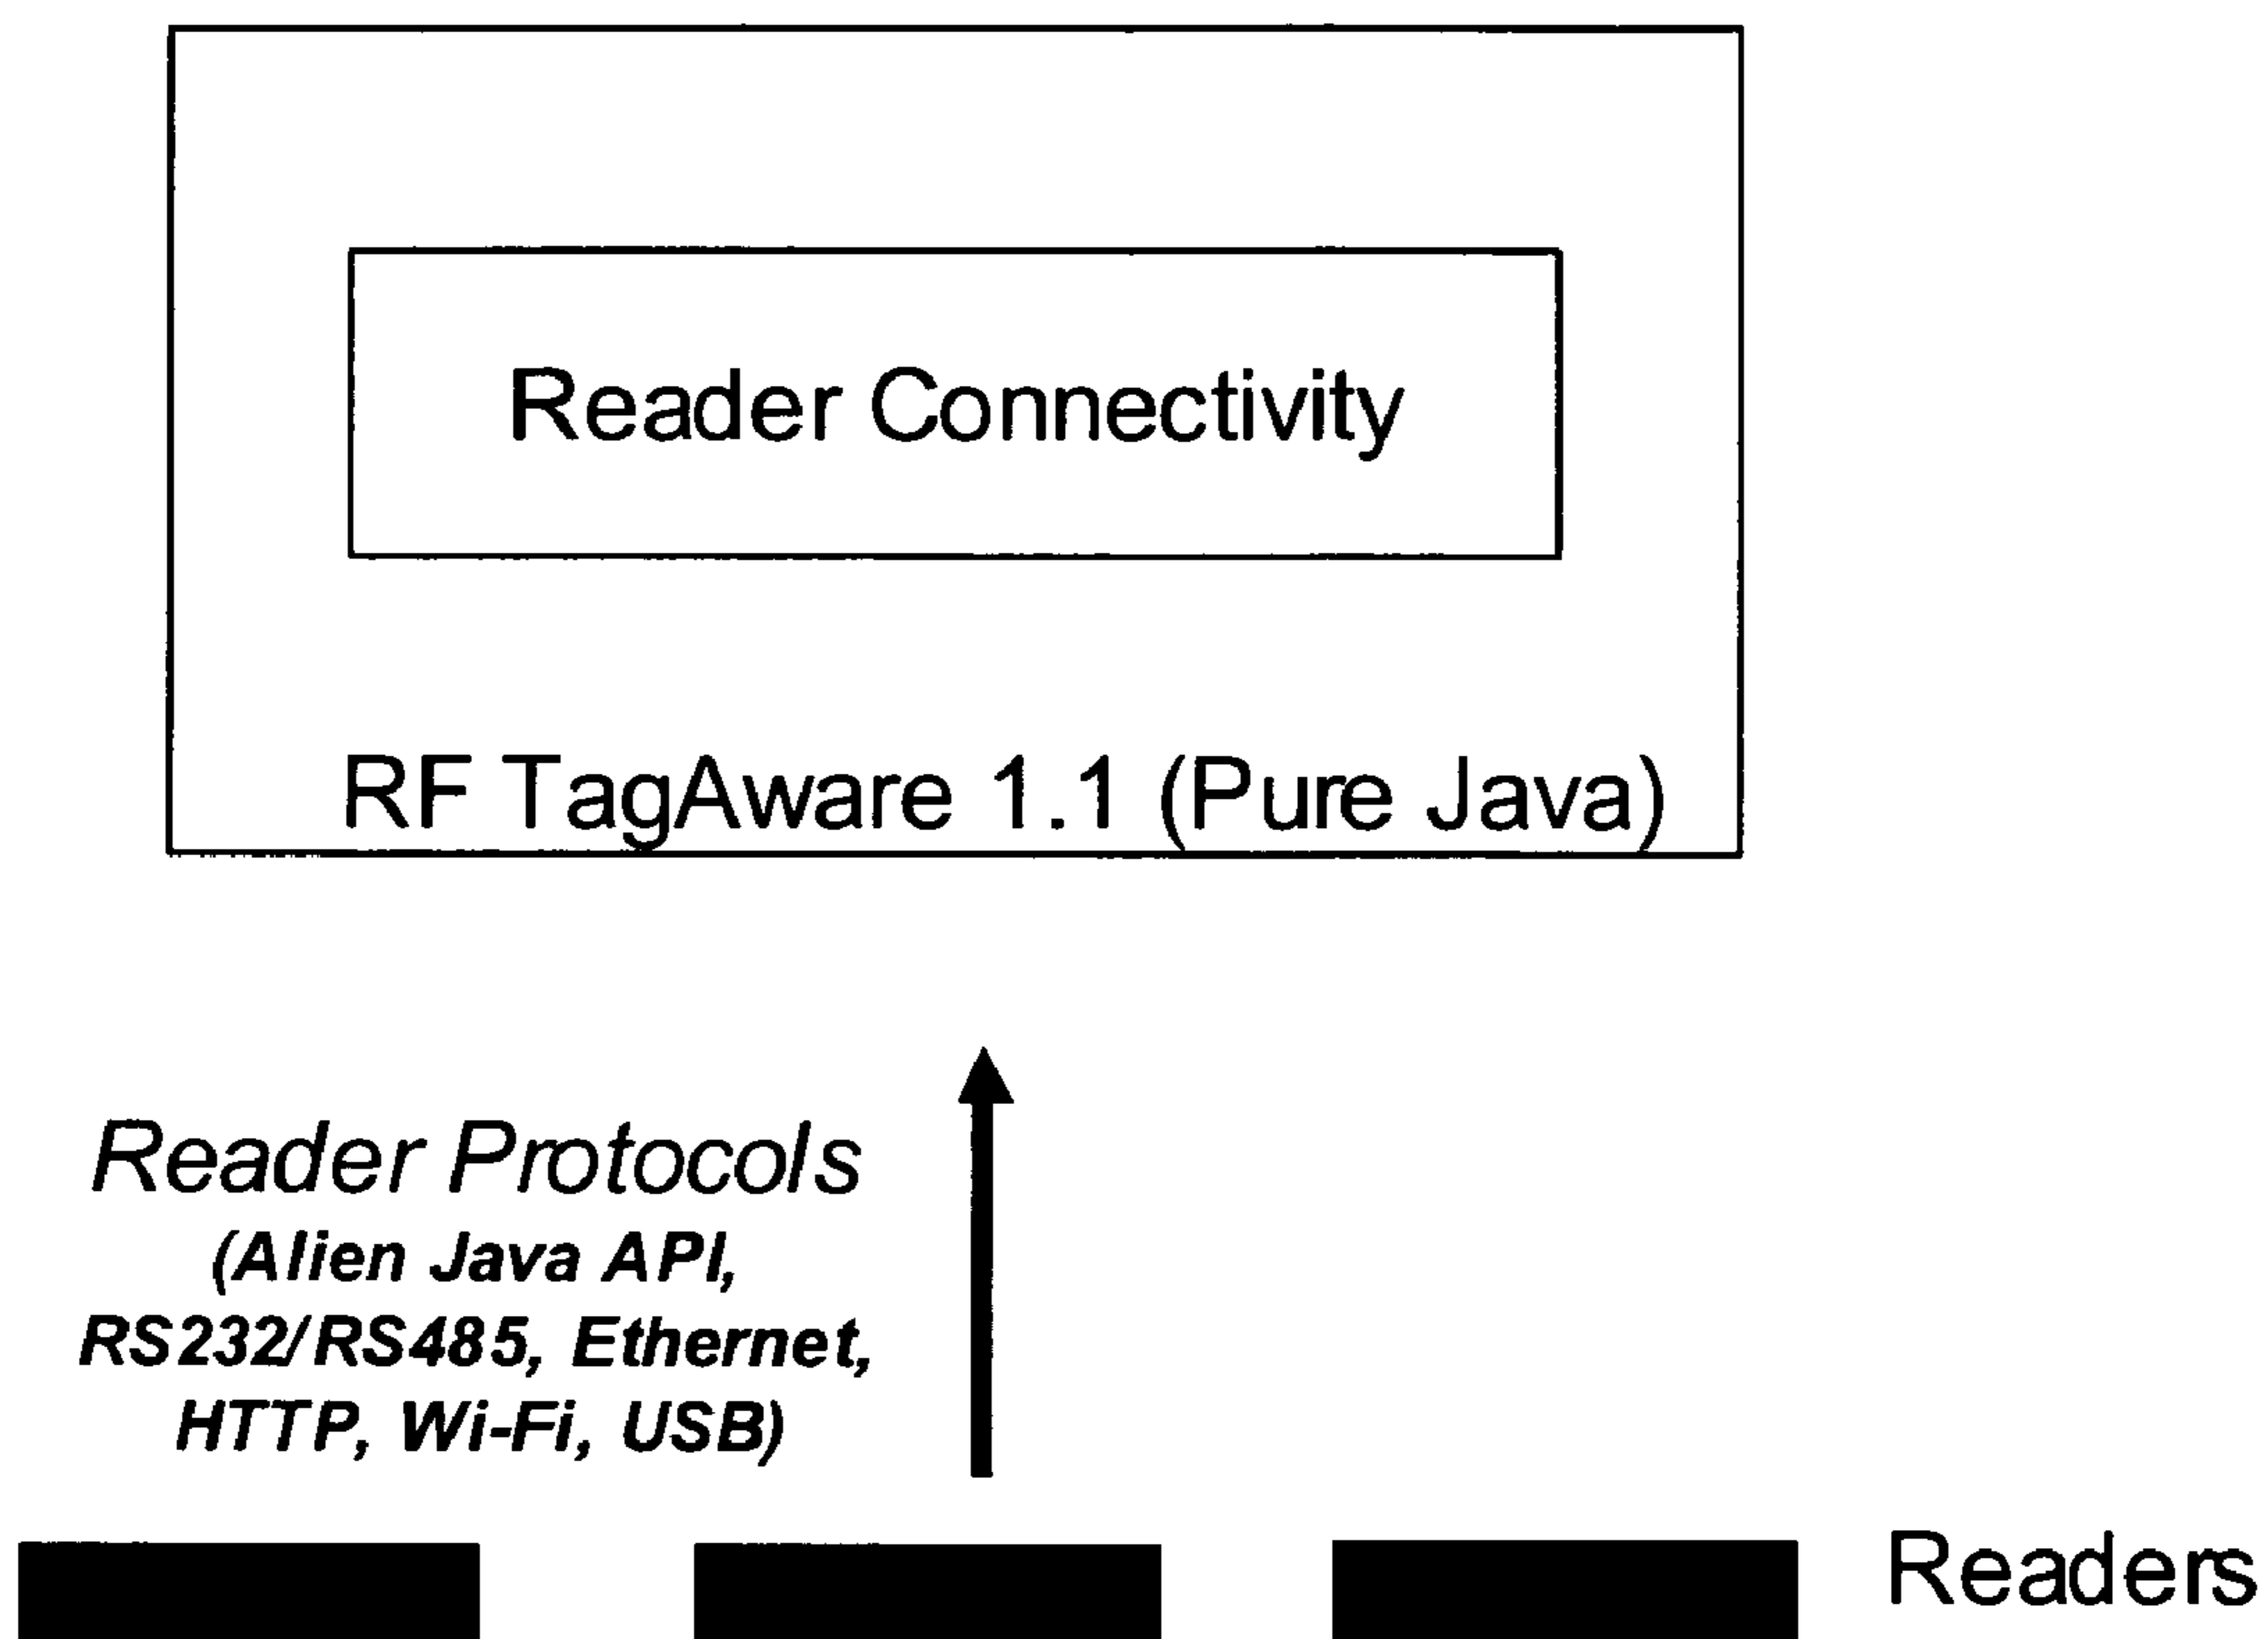 Reader Connectivity
RF TagAware 1.1 (Pure Java)
Reader Protocols
(Alien Java API,
RS232/RS485, Ethernet,
HTTP, Wi-Fi, USB)
Readers